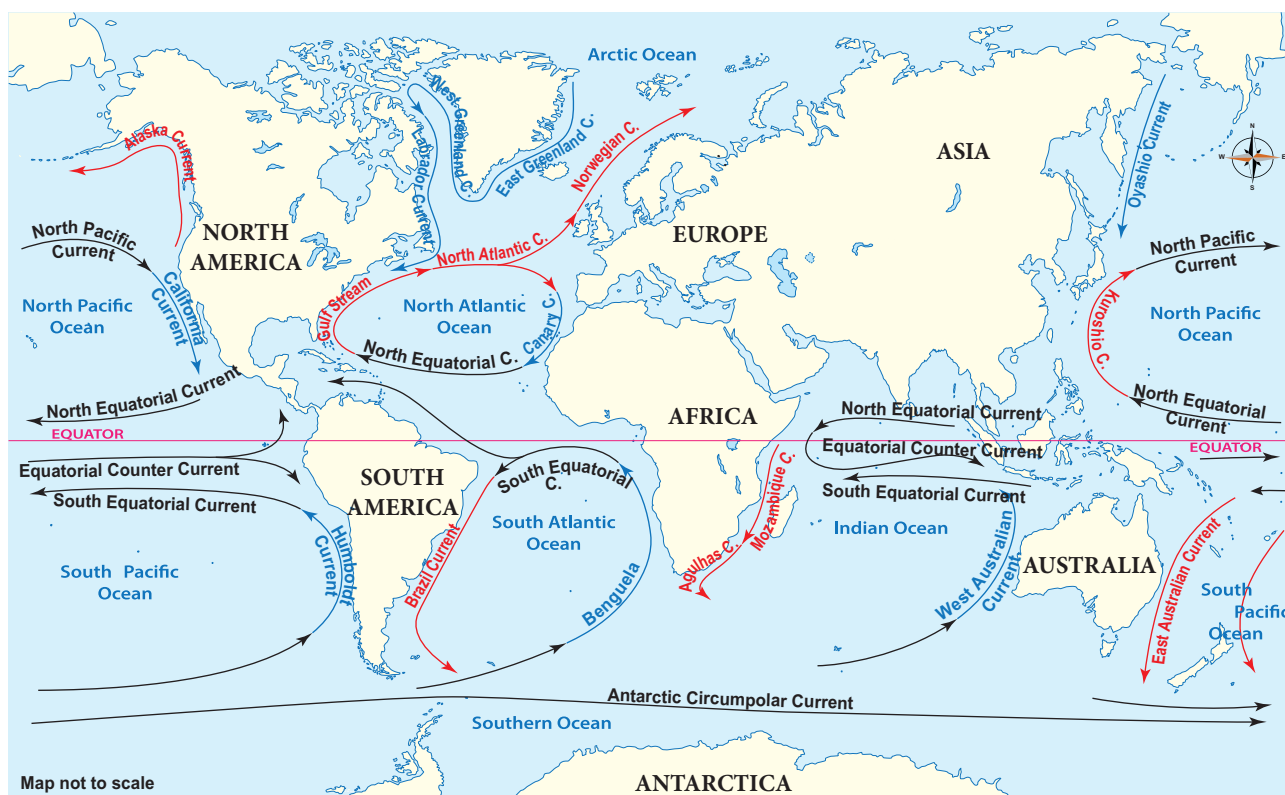 Arctic Ocean
West Greenland C.
Labrador Current
East Greenland C.
Norwegian C.
Alaska Current
ASIA
Oyashio Current
N
W
E
S
NORTH
AMERICA
EUROPE
North Pacific
Current
North Atlantic C.
North Pacific
Current
California
Current
North Pacific
Ocean
Gulf Stream
North Atlantic
Ocean
Canary C.
Kuroshio C.
North Pacific
Ocean
North Equatorial C.
North Equatorial Current
AFRICA
North Equatorial Current
North Equatorial
Current
EQUATOR
EQUATOR
Equatorial Counter Current
Equatorial Counter Current
SOUTH
AMERICA
South Equatorial
C.
Mozambique C.
South Equatorial Current
South Equatorial Current
Humboldt
Current
South Atlantic
Ocean
Indian Ocean
South Pacific
Ocean
Brazil Current
Benguela
Agulhas C.
West Australian
Current
AUSTRALIA
East Australian Current
South
Pacific
Ocean
Antarctic Circumpolar Current
Southern Ocean
Map not to scale
ANTARCTICA